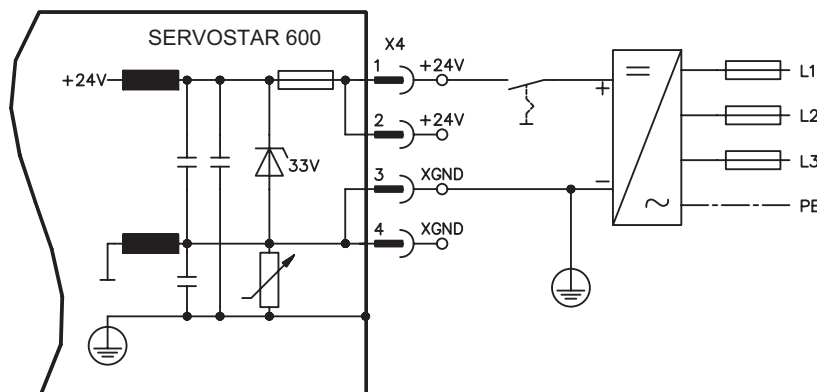 SERVOSTAR 600
X4
+24V
1
+24V
2
+24V
33V
3
XGND
4
XGND
+
−
L1
L2
L3
PE